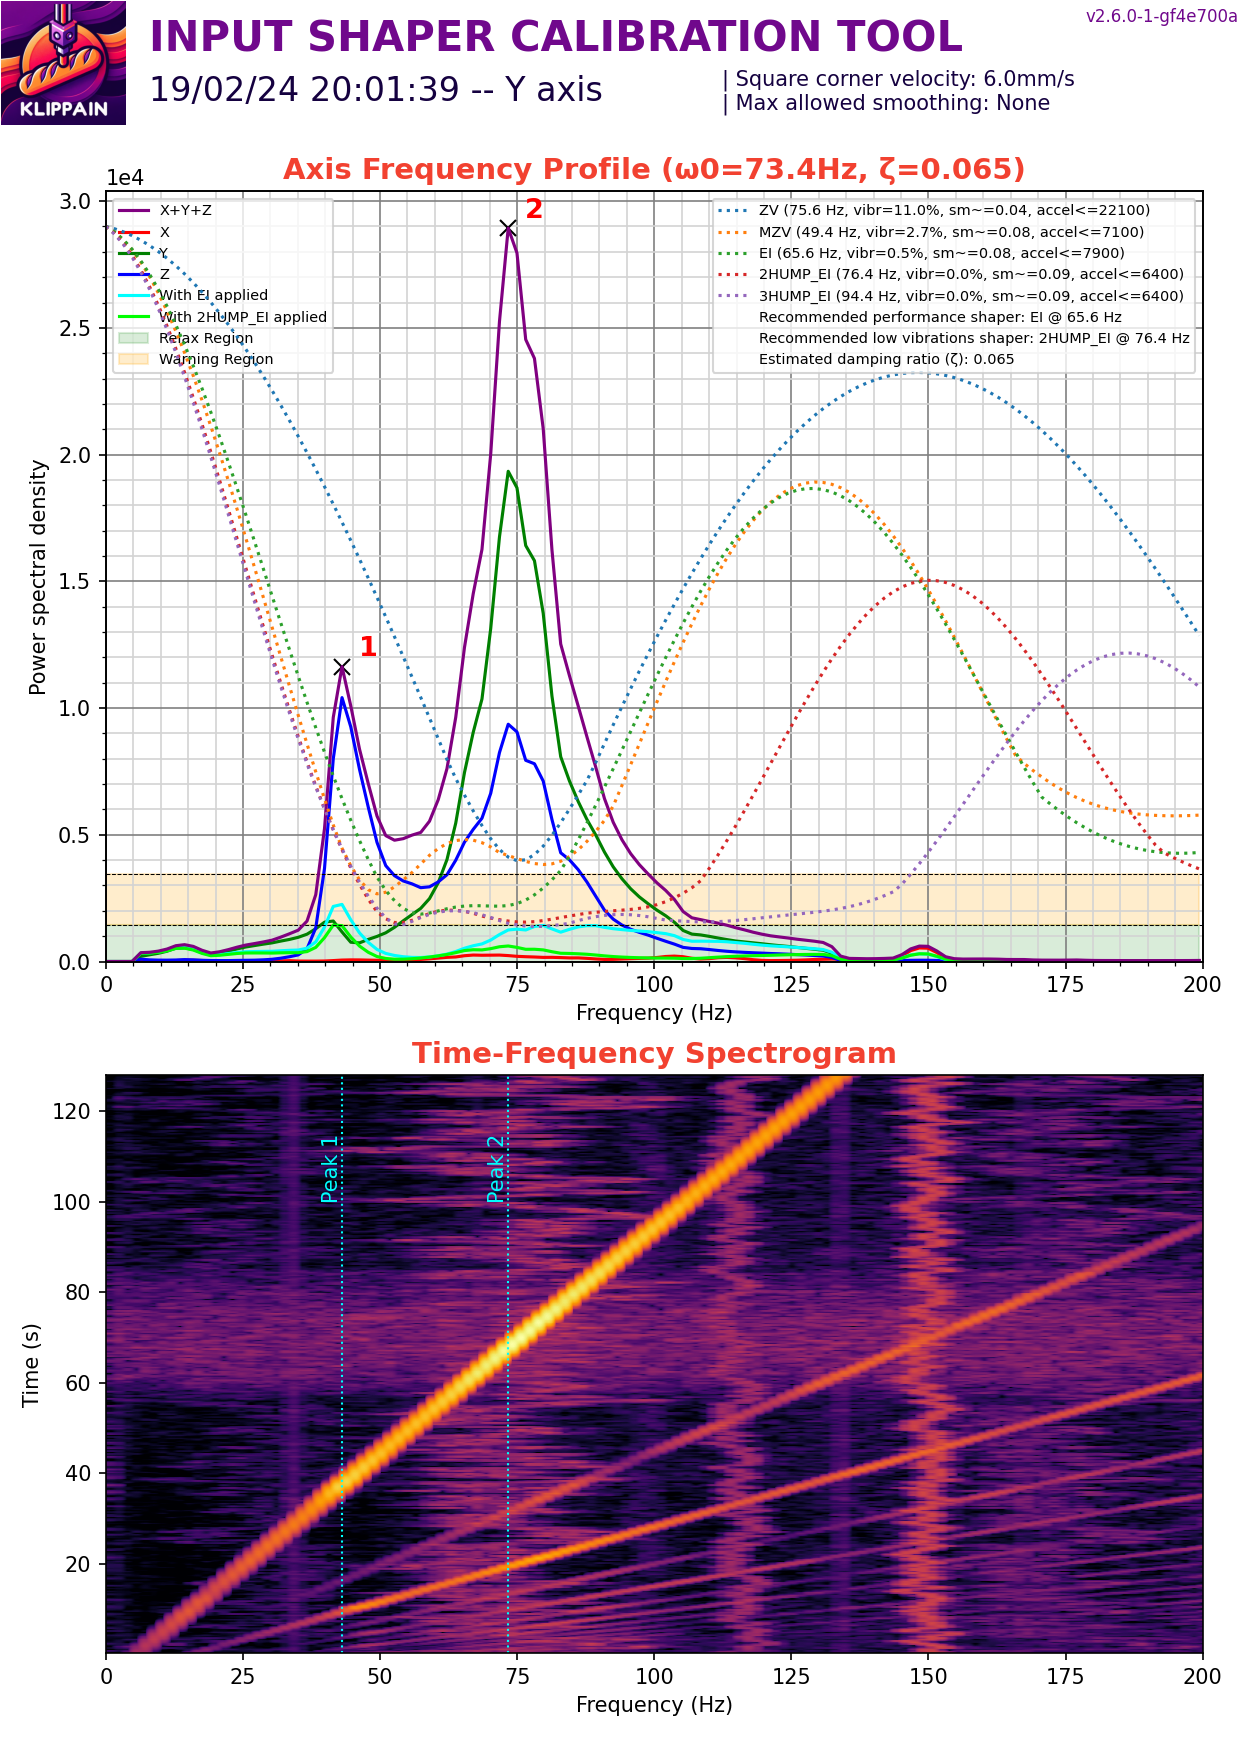 v2.6.0-1-gf4e700a
INPUT SHAPER CALIBRATION TOOL
19/02/24 20:01:39 -- Y axis
| Square corner velocity: 6.0mm/s
| Max allowed smoothing: None
KLIPPAIN
Axis Frequency Profile (ω0=73.4Hz, ζ=0.065)
1e4
X+Y+Z
X
Y
Z
With EI applied
With 2HUMP_EI applied
Relax Region
Warning Region
ZV (75.6 Hz, vibr=11.0%, sm~=0.04, accel<=22100)
MZV (49.4 Hz, vibr=2.7%, sm~=0.08, accel<=7100)
EI (65.6 Hz, vibr=0.5%, sm~=0.08, accel<=7900)
2HUMP_EI (76.4 Hz, vibr=0.0%, sm~=0.09, accel<=6400)
3HUMP_EI (94.4 Hz, vibr=0.0%, sm~=0.09, accel<=6400)
Recommended performance shaper: EI @ 65.6 Hz
Recommended low vibrations shaper: 2HUMP_EI @ 76.4 Hz
Estimated damping ratio (ζ): 0.065
2
1
3.0
2.5
2.0
1.5
1.0
0.5
0.0
Power spectral density
0 25 50 75 100 125 150 175 200
Frequency (Hz)
Time-Frequency Spectrogram
Peak 1
Peak 2
120
100
80
60
40
20
Time (s)
0 25 50 75 100 125 150 175 200
Frequency (Hz)